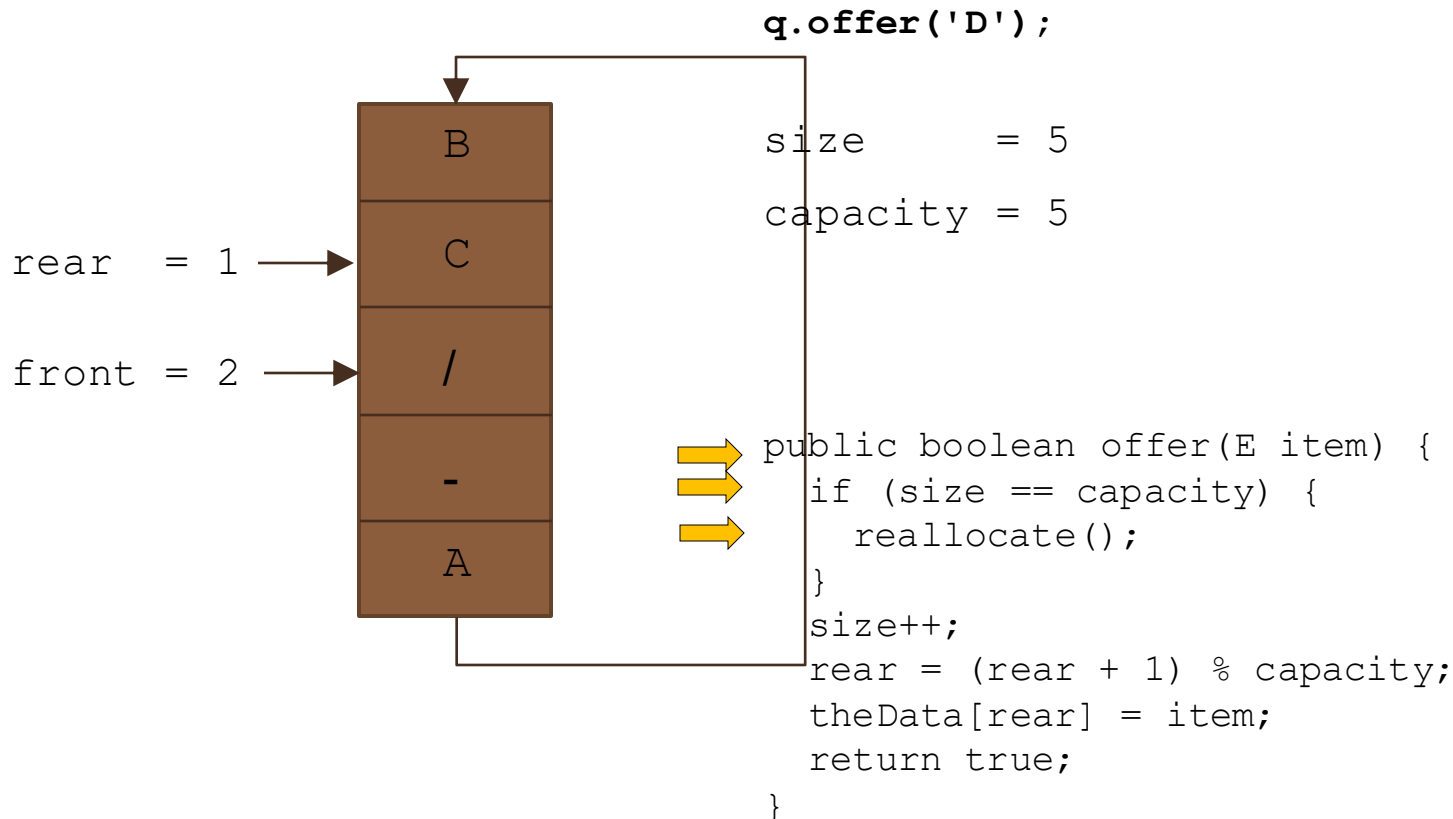 q.offer('D');
size     = 5
capacity = 5
B
C
/
-
A
rear  = 1
front = 2
public boolean offer(E item) {
  if (size == capacity) {
    reallocate();
  }
  size++;
  rear = (rear + 1) % capacity;
  theData[rear] = item;
  return true;
}